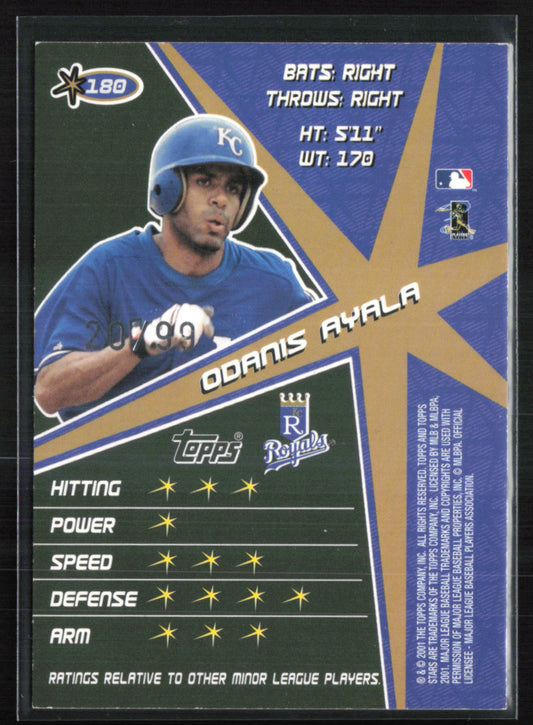 180
BATS: RIGHT
THROWS: RIGHT
HT: 5'11"
WT: 170
KC
20/99
ODANIS AYALA
TOPPS®
KC
R
Royals
HITTING
POWER
SPEED
DEFENSE
ARM
RATINGS RELATIVE TO OTHER MINOR LEAGUE PLAYERS.
® & © 2001 THE TOPPS COMPANY, INC. ALL RIGHTS RESERVED. TOPPS AND TOPPS
STARS ARE TRADEMARKS OF THE TOPPS COMPANY, INC. LICENSED BY MLB & MLBPA;
2001. MAJOR LEAGUE BASEBALL TRADEMARKS AND COPYRIGHTS ARE USED WITH
PERMISSION OF MAJOR LEAGUE BASEBALL PROPERTIES, INC. © MLBPA. OFFICIAL
LICENSEE - MAJOR LEAGUE BASEBALL PLAYERS ASSOCIATION.